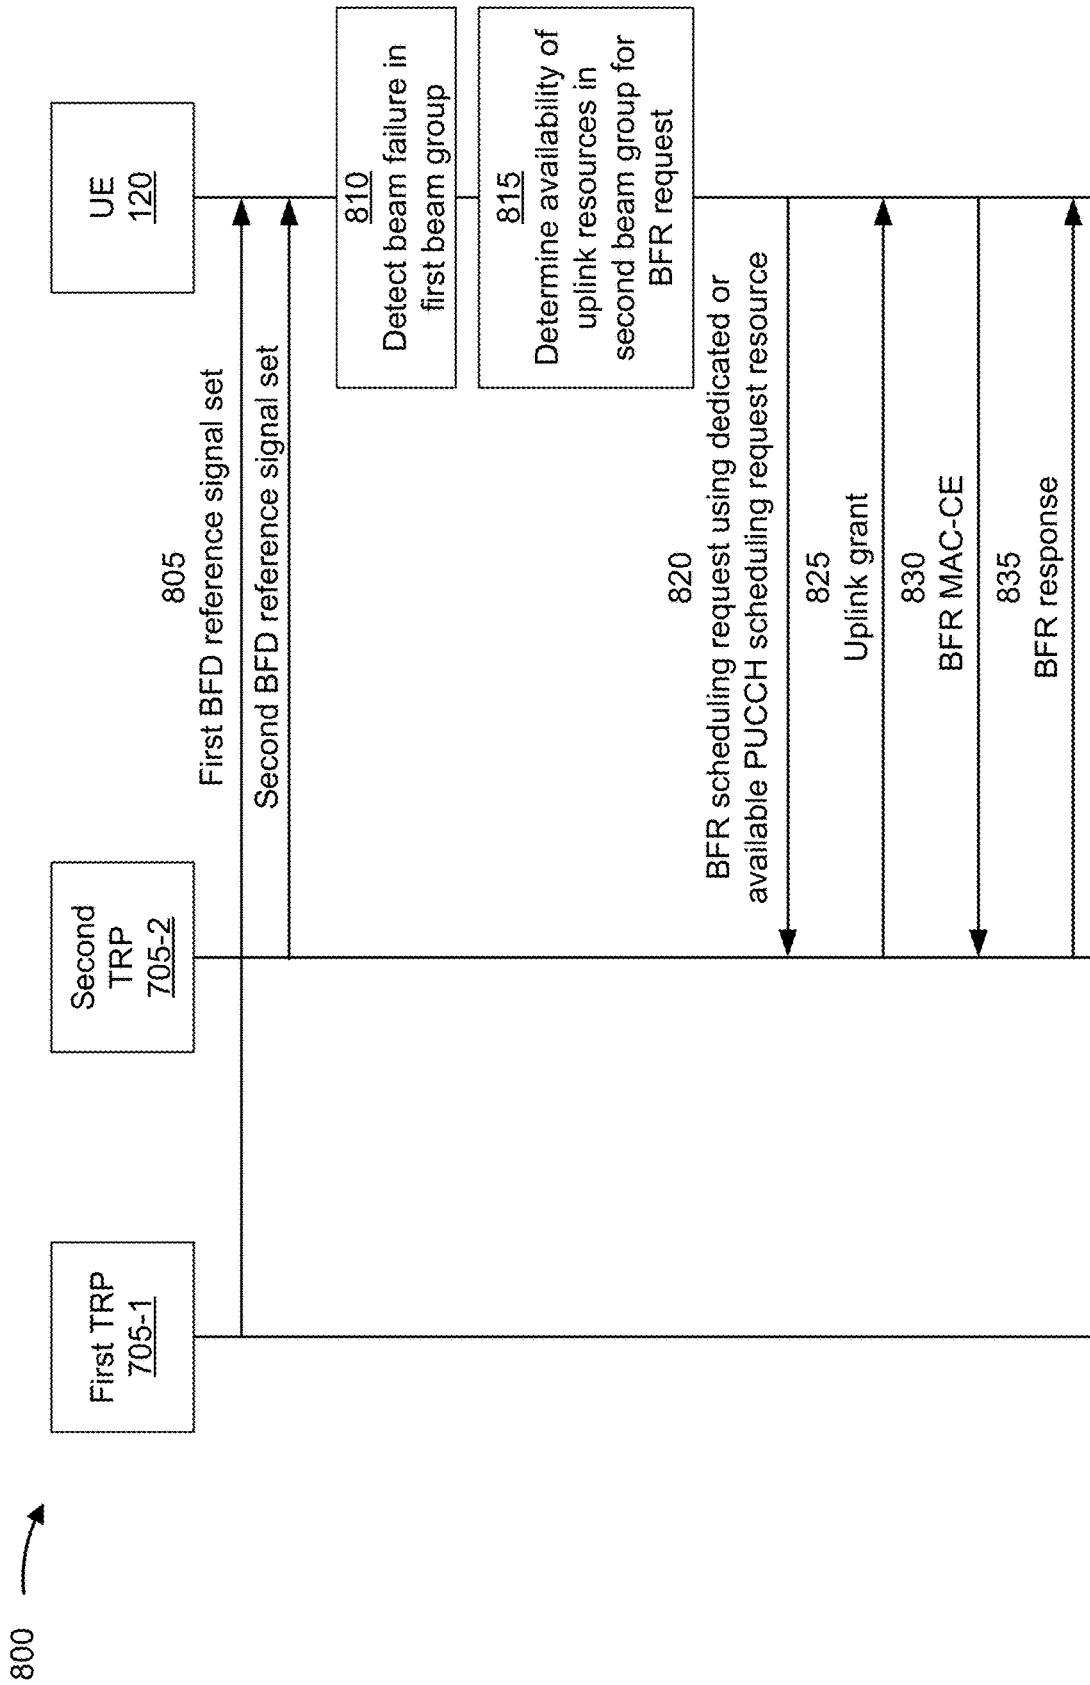 800
First TRP
705-1
Second
TRP
705-2
UE
120
805
First BFD reference signal set
Second BFD reference signal set
810
Detect beam failure in
first beam group
815
Determine availability of
uplink resources in
second beam group for
BFR request
820
BFR scheduling request using dedicated or
available PUCCH scheduling request resource
825
Uplink grant
830
BFR MAC-CE
835
BFR response